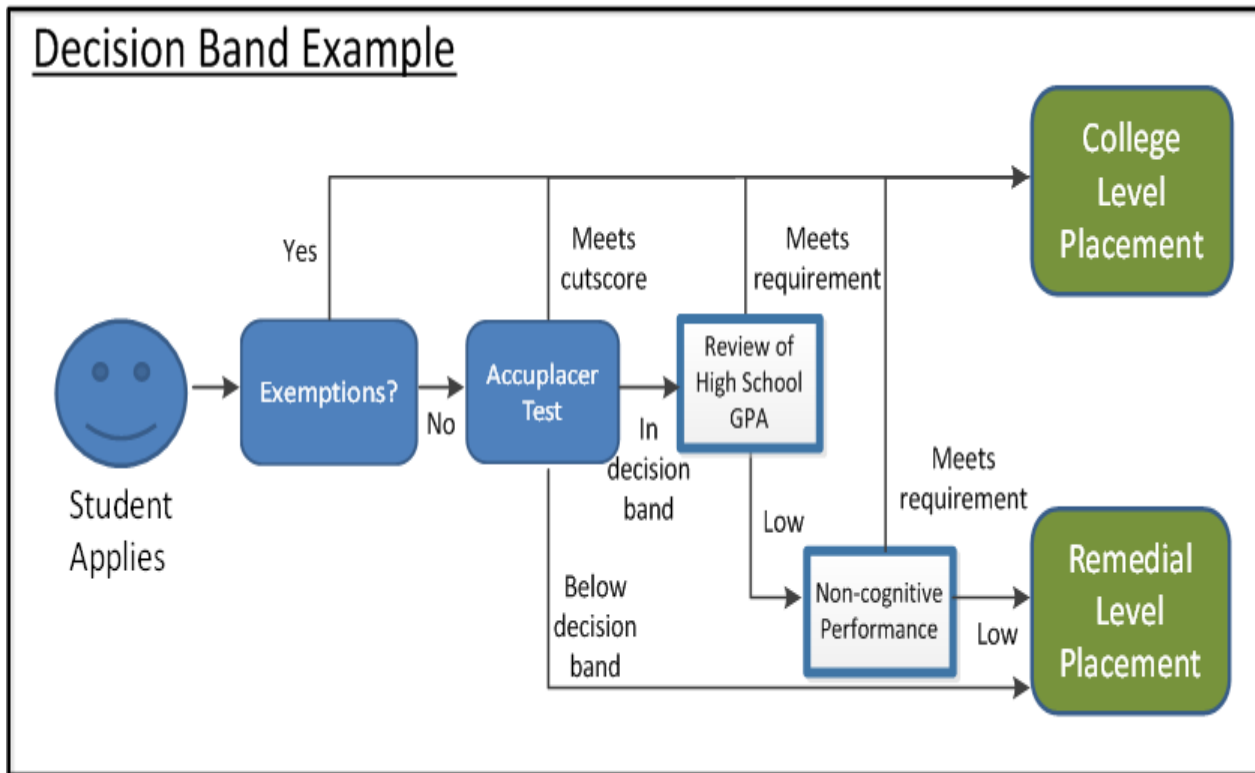 Decision Band Example
College
Level
Placement
Yes
Meets
cutscore
Meets
requirement
Student
Applies
Exemptions?
No
Accuplacer
Test
In
decision
band
Review of
High School
GPA
Low
Meets
requirement
Below
decision
band
Non-cognitive
Performance
Low
Remedial
Level
Placement